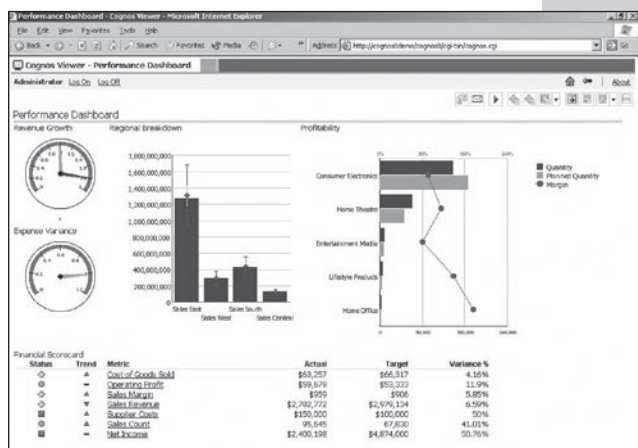 Performance Dashboard - Cognos Viewer - Microsoft Internet Explorer
File Edit View Favorites Tools Help
Back Search Favorites Media Address http://cognos8demo/cognos8/cgi-bin/cognos.cgi Go
Cognos Viewer - Performance Dashboard
Administrator Log On Log Off About
Performance Dashboard
Revenue Growth Regional Breakdown Profitability
1,800,000,000
1,600,000,000
1,400,000,000
1,200,000,000
1,000,000,000
800,000,000
600,000,000
400,000,000
200,000,000
0
Sales East Sales South
Sales West Sales Central
Expense Variance
Consumer Electronics
Home Theatre
Entertainment Media
Lifestyle Products
Home Office
Quantity
Planned Quantity
Margin
Financial Scorecard
Status Trend Metric Actual Target Variance %
Cost of Goods Sold $63,257 $66,317 4.16%
Operating Profit $59,679 $53,333 11.9%
Sales Margin $959 $906 5.85%
Sales Revenue $2,782,772 $2,979,134 6.59%
Supplier Costs $150,000 $100,000 50%
Sales Count 95,645 67,830 41.01%
Net Income $2,400,198 $4,874,000 50.76%